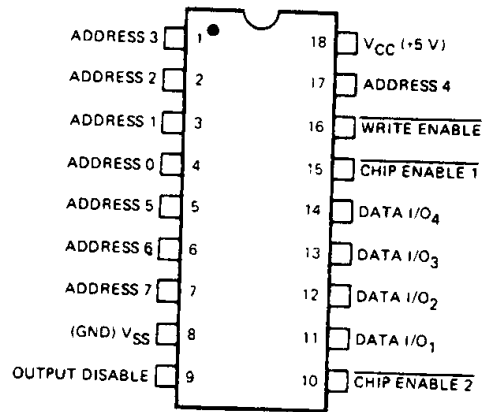 ADDRESS 3 1 18 VCC (+5 V)
ADDRESS 2 2 17 ADDRESS 4
ADDRESS 1 3 16 WRITE ENABLE
ADDRESS 0 4 15 CHIP ENABLE 1
ADDRESS 5 5 14 DATA I/O4
ADDRESS 6 6 13 DATA I/O3
ADDRESS 7 7 12 DATA I/O2
(GND) VSS 8 11 DATA I/O1
OUTPUT DISABLE 9 10 CHIP ENABLE 2